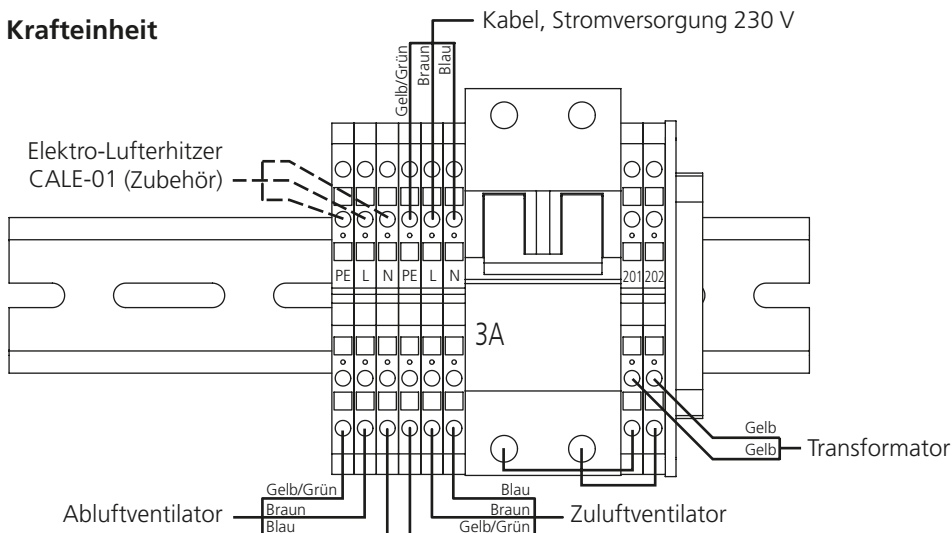 Krafteinheit
Kabel, Stromversorgung 230 V
Gelb/Grün
Braun
Blau
Elektro-Lufterhitzer
CALE-01 (Zubehör)
PE L N PE L N
201 202
3A
Gelb
Gelb
Transformator
Abluftventilator
Gelb/Grün
Braun
Blau
Blau
Braun
Gelb/Grün
Zuluftventilator